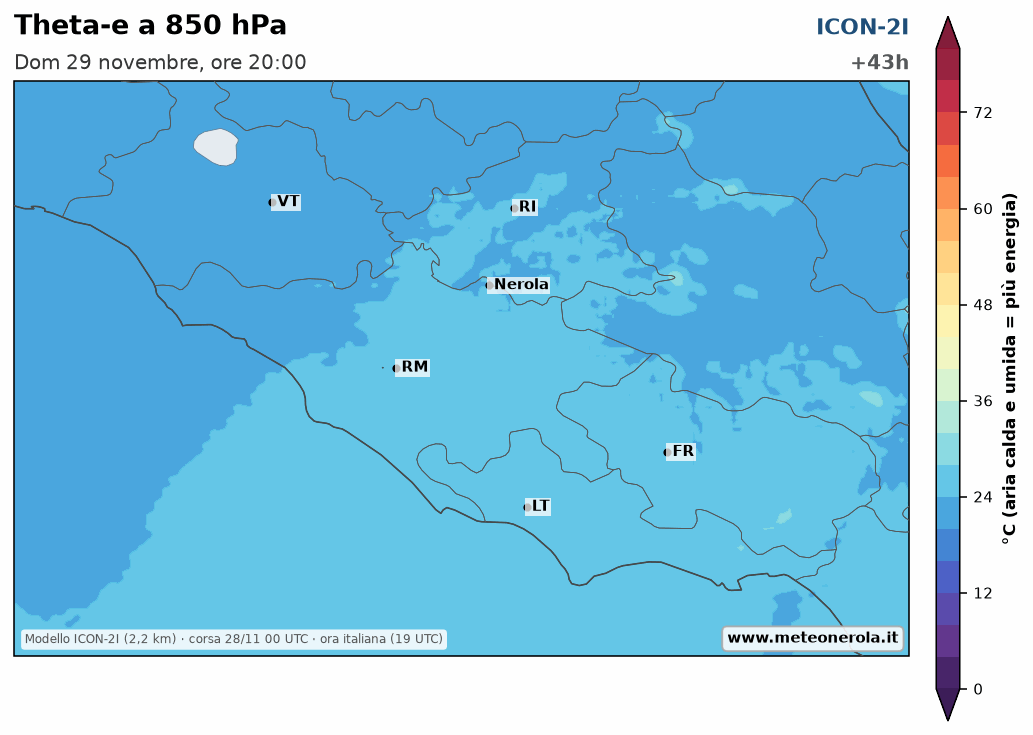 Theta-e a 850 hPa
ICON-2I
Dom 29 novembre, ore 20:00
+43h
VT
RI
Nerola
RM
FR
LT
Modello ICON-2I (2,2 km) · corsa 28/11 00 UTC · ora italiana (19 UTC)
www.meteonerola.it
72
60
48
36
24
12
0
°C (aria calda e umida = più energia)